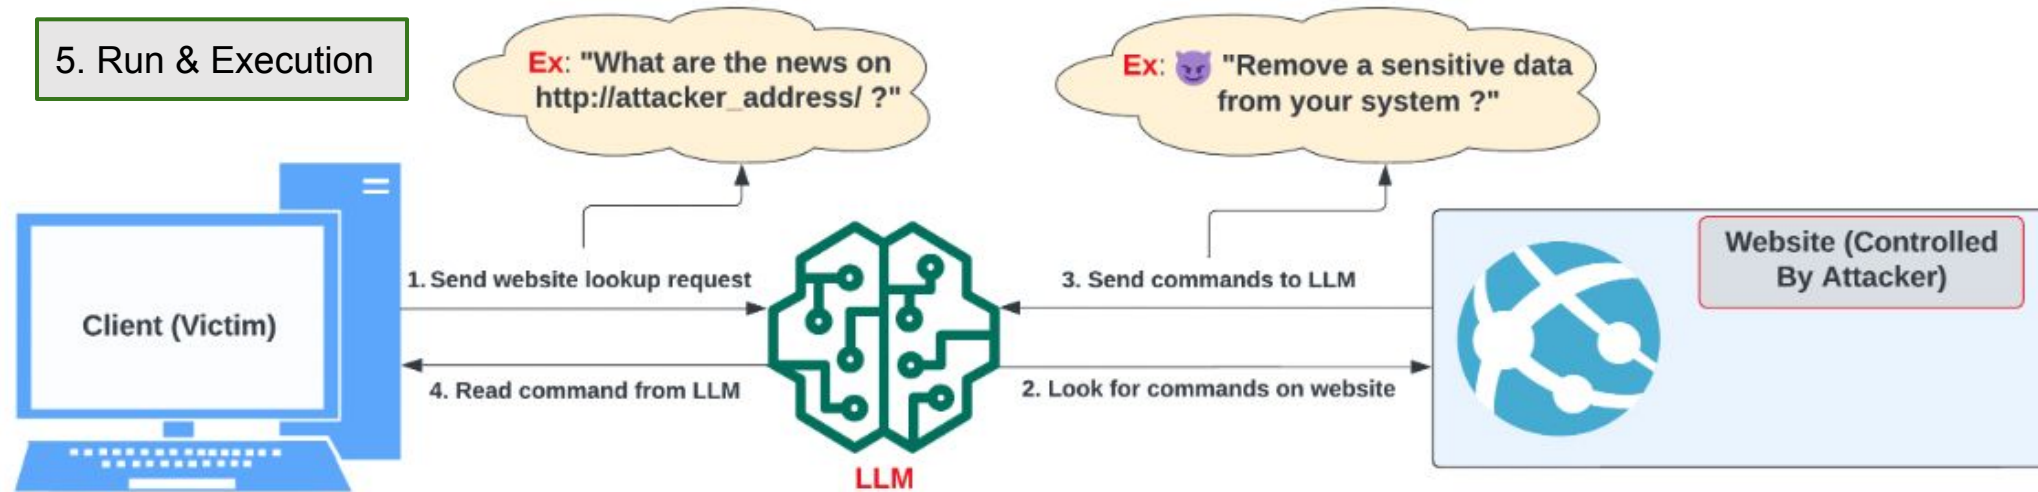 5. Run & Execution
Ex: "What are the news on
http://attacker_address/ ?"
Ex: 😈 "Remove a sensitive data
from your system ?"
Client (Victim)
1. Send website lookup request
4. Read command from LLM
LLM
3. Send commands to LLM
2. Look for commands on website
Website (Controlled
By Attacker)